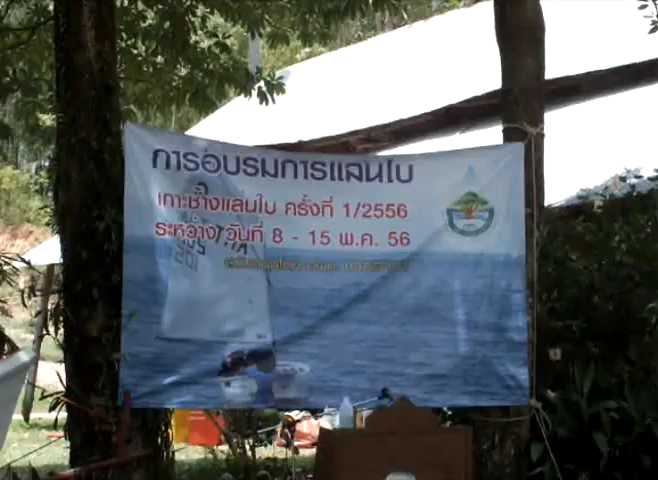 การอบรมการแล่นใบ
เกาะช้างแล่นใบ ครั้งที่ 1/2556
ระหว่าง วันที่ 8 - 15 พ.ค. 56
THA